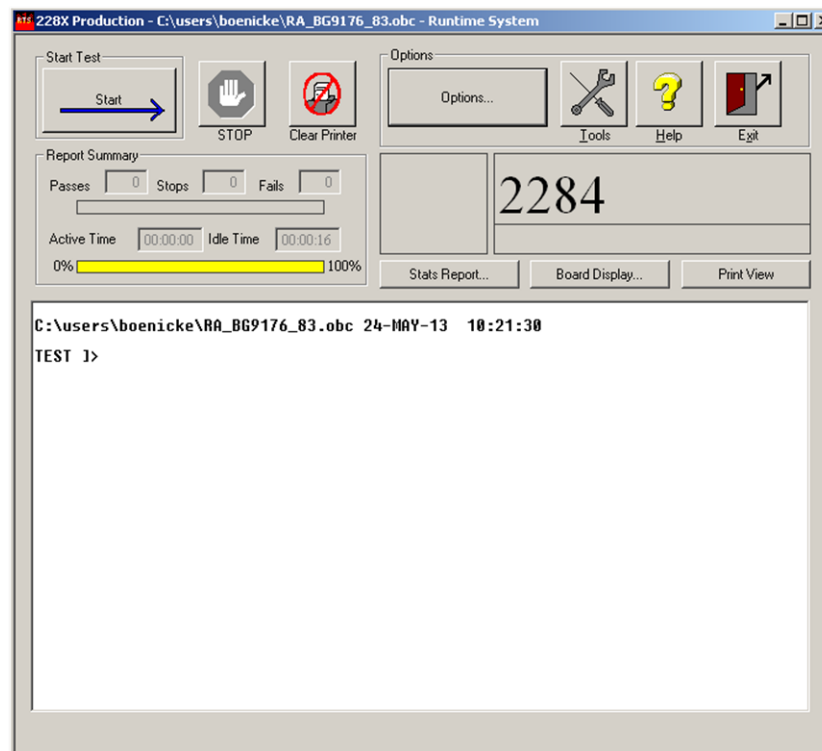 RTS 228X Production - C:\users\boenicke\RA_BG9176_83.obc - Runtime System
Start Test
Start
STOP
Clear Printer
Options
Options...
Tools
Help
Exit
Report Summary
Passes 0 Stops 0 Fails 0
Active Time 00:00:00 Idle Time 00:00:16
0% 100%
2284
Stats Report...
Board Display...
Print View
C:\users\boenicke\RA_BG9176_83.obc 24-MAY-13 10:21:30
TEST ]>